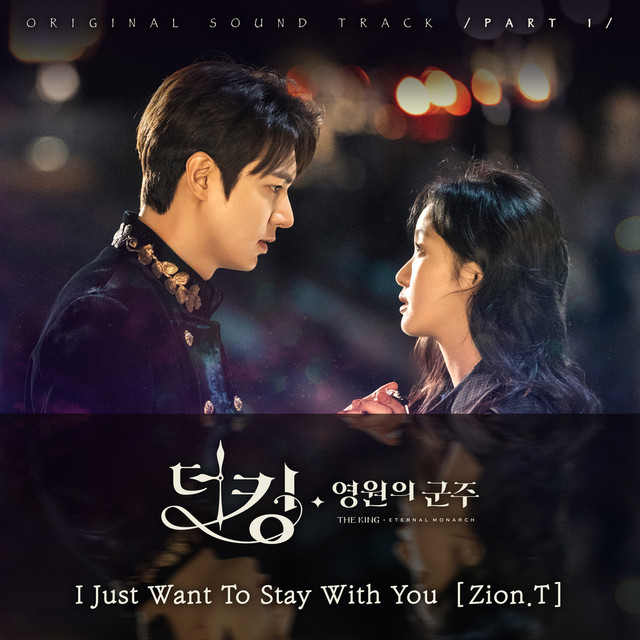 ORIGINAL SOUND TRACK /PART 1/
더킹 · 영원의 군주
THE KING - ETERNAL MONARCH
I Just Want To Stay With You [Zion.T]